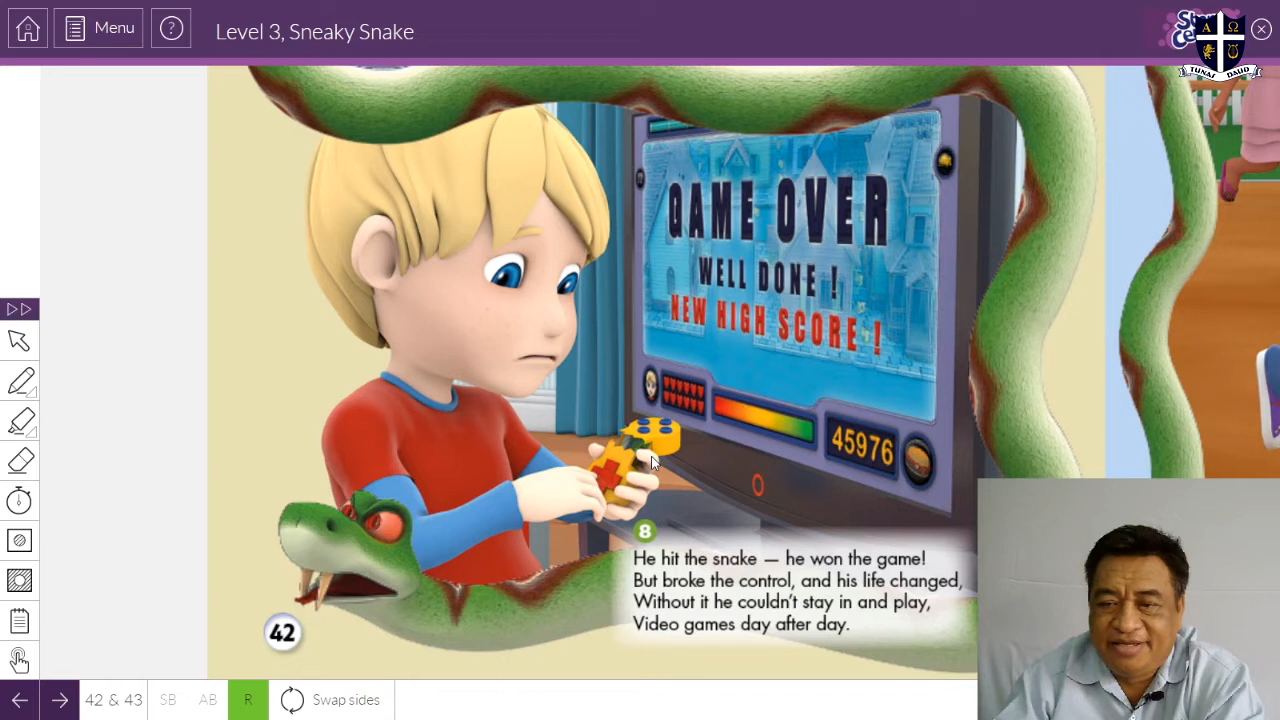 Menu
?
Level 3, Sneaky Snake
Α Ω
TUNAS DAUD
GAME OVER
WELL DONE !
NEW HIGH SCORE !
45976
8
He hit the snake — he won the game!
But broke the control, and his life changed,
Without it he couldn't stay in and play,
Video games day after day.
42
42 & 43
SB
AB
R
Swap sides